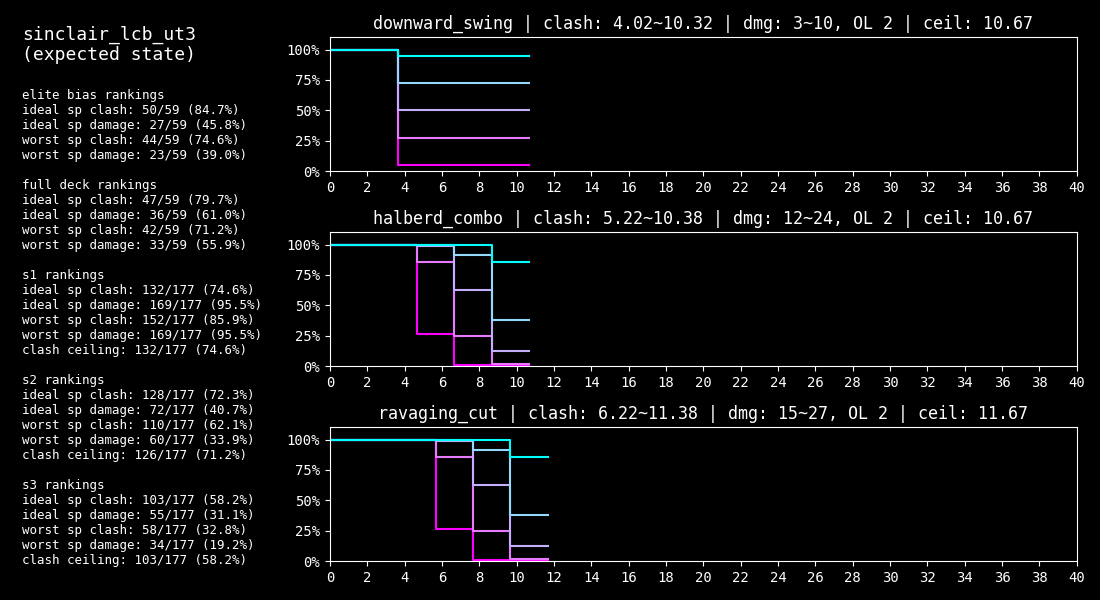 sinclair_lcb_ut3
(expected state)
elite bias rankings
ideal sp clash: 50/59 (84.7%)
ideal sp damage: 27/59 (45.8%)
worst sp clash: 44/59 (74.6%)
worst sp damage: 23/59 (39.0%)
full deck rankings
ideal sp clash: 47/59 (79.7%)
ideal sp damage: 36/59 (61.0%)
worst sp clash: 42/59 (71.2%)
worst sp damage: 33/59 (55.9%)
s1 rankings
ideal sp clash: 132/177 (74.6%)
ideal sp damage: 169/177 (95.5%)
worst sp clash: 152/177 (85.9%)
worst sp damage: 169/177 (95.5%)
clash ceiling: 132/177 (74.6%)
s2 rankings
ideal sp clash: 128/177 (72.3%)
ideal sp damage: 72/177 (40.7%)
worst sp clash: 110/177 (62.1%)
worst sp damage: 60/177 (33.9%)
clash ceiling: 126/177 (71.2%)
s3 rankings
ideal sp clash: 103/177 (58.2%)
ideal sp damage: 55/177 (31.1%)
worst sp clash: 58/177 (32.8%)
worst sp damage: 34/177 (19.2%)
clash ceiling: 103/177 (58.2%)
downward_swing | clash: 4.02~10.32 | dmg: 3~10, OL 2 | ceil: 10.67
100%
75%
50%
25%
0%
0 2 4 6 8 10 12 14 16 18 20 22 24 26 28 30 32 34 36 38 40
halberd_combo | clash: 5.22~10.38 | dmg: 12~24, OL 2 | ceil: 10.67
100%
75%
50%
25%
0%
0 2 4 6 8 10 12 14 16 18 20 22 24 26 28 30 32 34 36 38 40
ravaging_cut | clash: 6.22~11.38 | dmg: 15~27, OL 2 | ceil: 11.67
100%
75%
50%
25%
0%
0 2 4 6 8 10 12 14 16 18 20 22 24 26 28 30 32 34 36 38 40